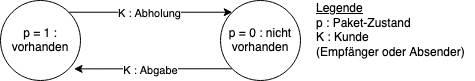 K : Abholung
p = 1 :
vorhanden
p = 0 : nicht
vorhanden
K : Abgabe
Legende
p : Paket-Zustand
K : Kunde
(Empfänger oder Absender)